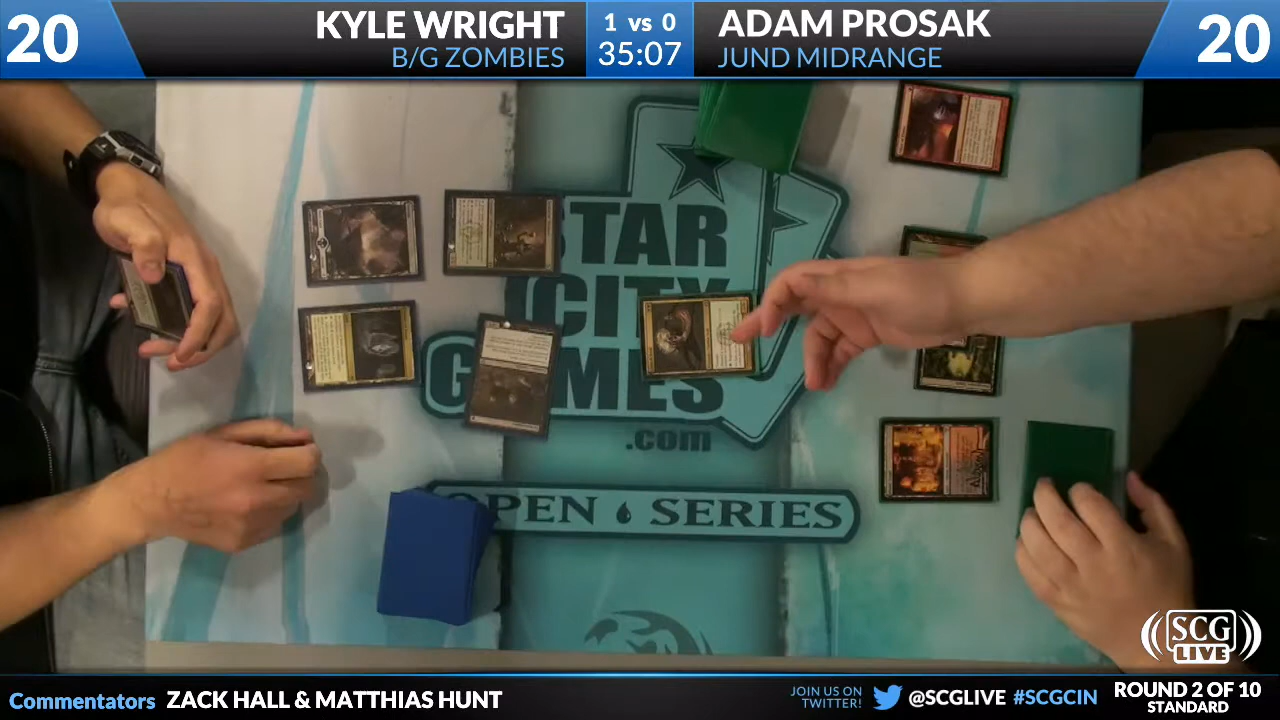 20
KYLE WRIGHT
B/G ZOMBIES
1 vs 0
35:07
ADAM PROSAK
JUND MIDRANGE
20
STAR
CITY
GAMES
.com
OPEN SERIES
SCG
LIVE
Commentators ZACK HALL & MATTHIAS HUNT
JOIN US ON
TWITTER!
@SCGLIVE #SCGCIN
ROUND 2 OF 10
STANDARD